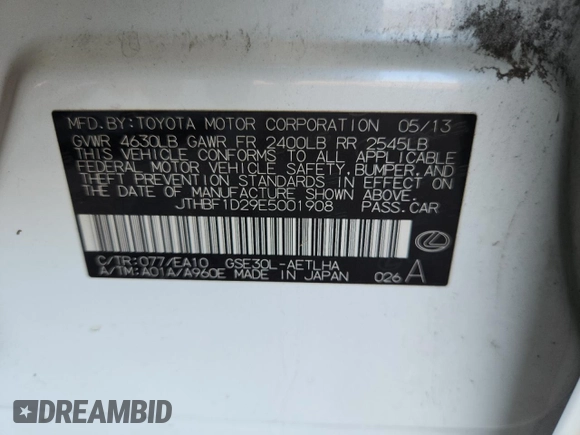 MFD.BY:TOYOTA MOTOR CORPORATION 05/13
GVWR 4630LB GAWR FR 2400LB RR 2545LB
THIS VEHICLE CONFORMS TO ALL APPLICABLE
FEDERAL MOTOR VEHICLE SAFETY, BUMPER, AND
THEFT PREVENTION STANDARDS IN EFFECT ON
THE DATE OF MANUFACTURE SHOWN ABOVE.
JTHBF1D29E5001908 PASS.CAR
C/TR:077/EA10 GSE30L-AETLHA
A/TM:A01A/A960E MADE IN JAPAN 026 A
DREAMBID